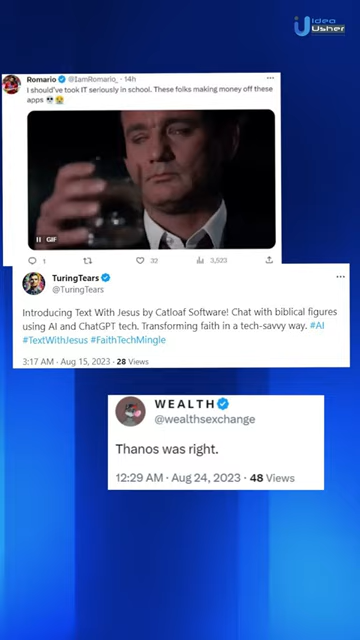 Idea
Usher
Romario @IamRomario_ · 14h
I should've took IT seriously in school. These folks making money off these
apps 💀😭
GIF
1
32
3,523
TuringTears
@TuringTears
Introducing Text With Jesus by Catloaf Software! Chat with biblical figures
using AI and ChatGPT tech. Transforming faith in a tech-savvy way. #AI
#TextWithJesus #FaithTechMingle
3:17 AM · Aug 15, 2023 · 28 Views
WEALTH
@wealthsexchange
Thanos was right.
12:29 AM · Aug 24, 2023 · 48 Views